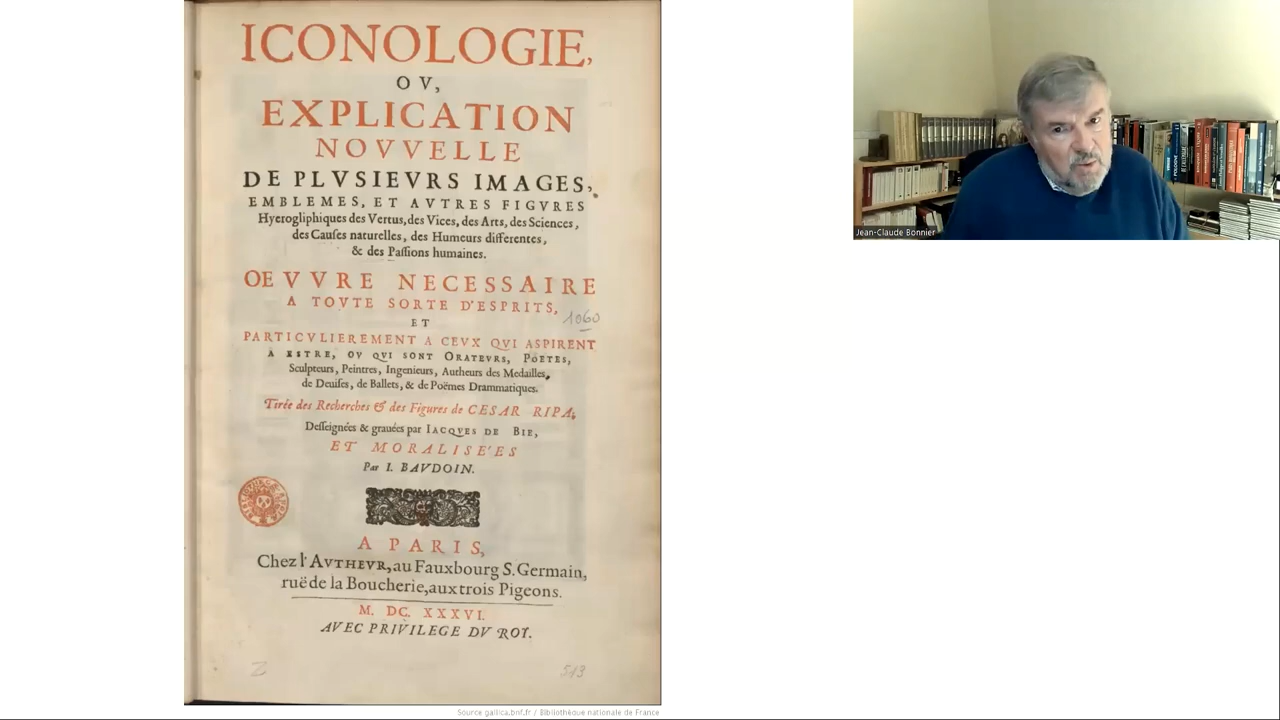 ICONOLOGIE,
OV,
EXPLICATION
NOVVELLE
DE PLVSIEVRS IMAGES,
EMBLEMES, ET AVTRES FIGVRES
Hyerogliphiques des Vertus, des Vices, des Arts, des Sciences,
des Cauſes naturelles, des Humeurs differentes,
& des Paſſions humaines.
OEVVRE NECESSAIRE
A TOVTE SORTE D'ESPRITS,
1060
ET
PARTICVLIEREMENT A CEVX QVI ASPIRENT
A ESTRE, OV QVI SONT ORATEVRS, POETES,
Sculpteurs, Peintres, Ingenieurs, Autheurs des Medailles,
de Deuiſes, de Ballets, & de Poëmes Drammatiques.
Tirée des Recherches & des Figures de CESAR RIPA,
Deſſeignées & grauées par IACQVES DE BIE,
ET MORALISE'ES
Par I. BAVDOIN.
A PARIS,
Chez l'AVTHEVR, au Fauxbourg S. Germain,
ruë de la Boucherie, aux trois Pigeons.
M. DC. XXXVI.
AVEC PRIVILEGE DV ROY.
Z
513
Source gallica.bnf.fr / Bibliothèque nationale de France
Jean-Claude Bonnier